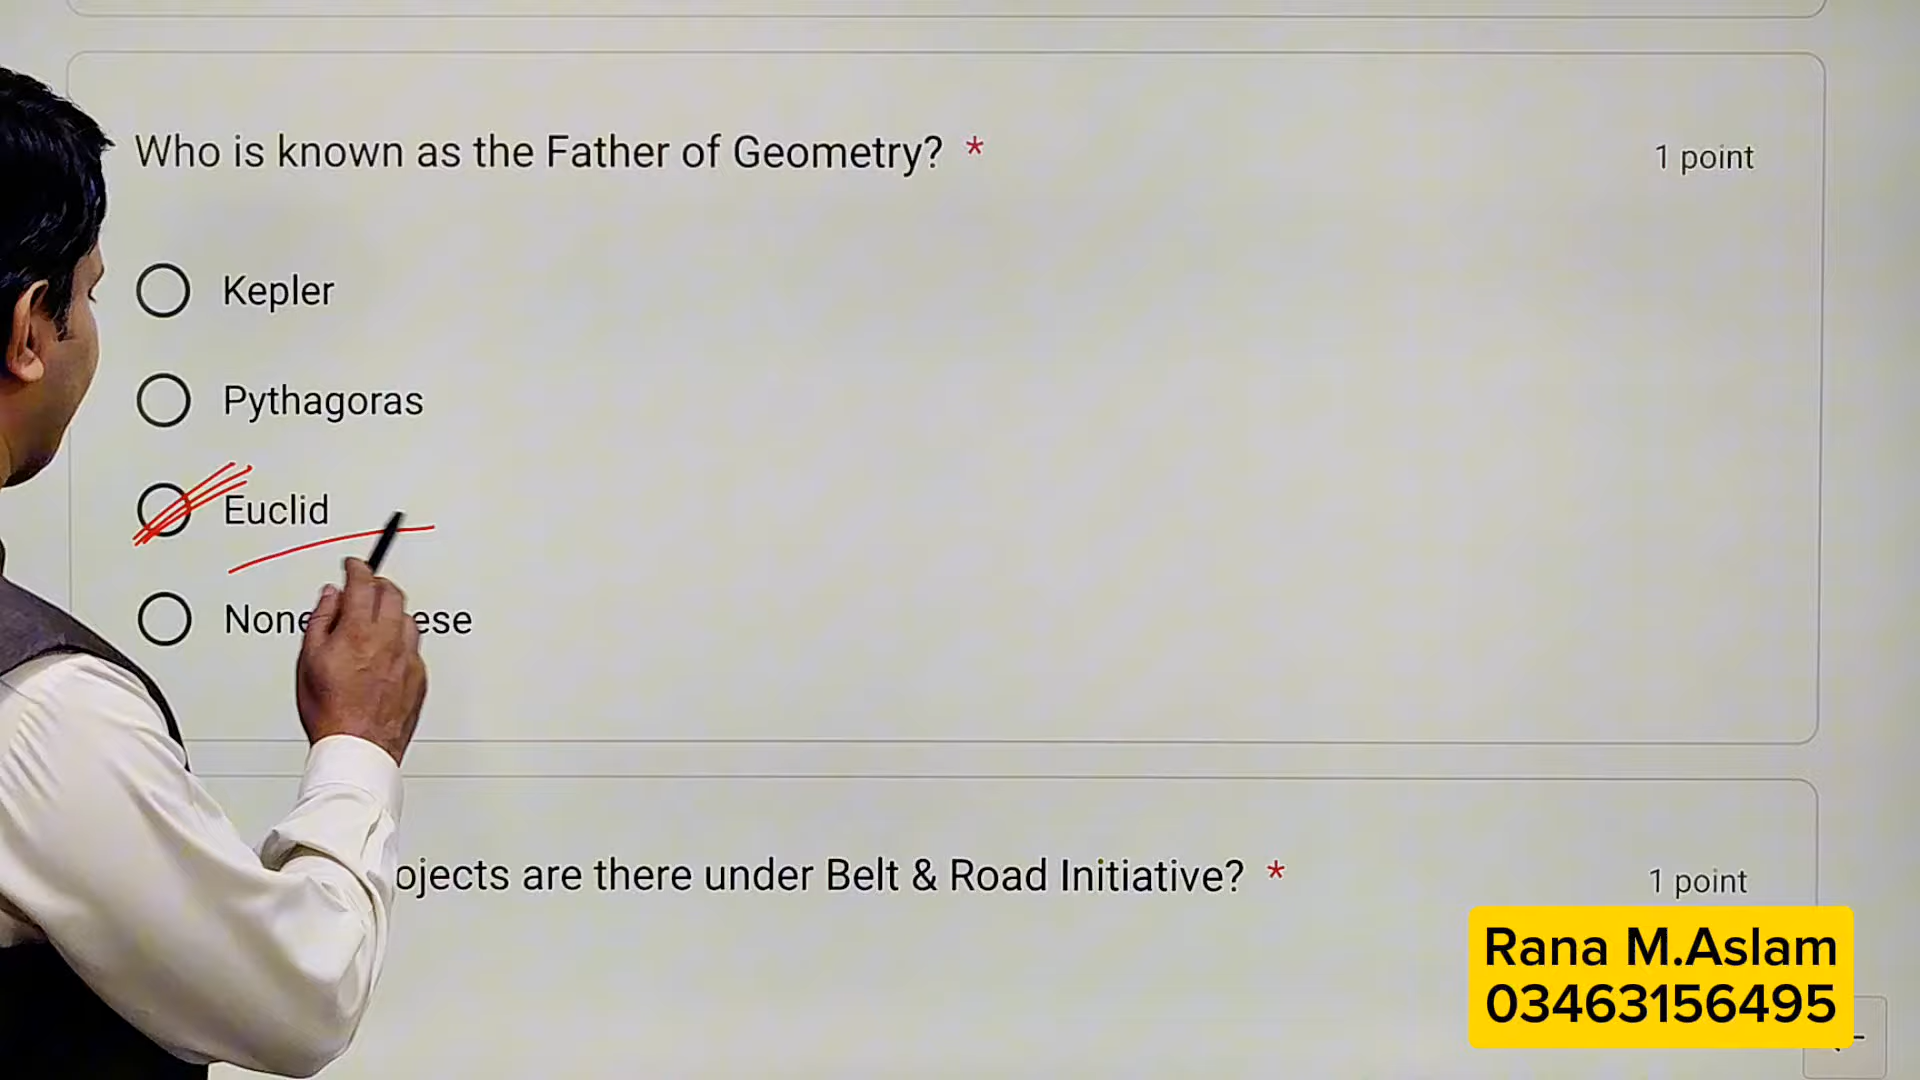 Who is known as the Father of Geometry? *
1 point
Kepler
Pythagoras
Euclid
None ese
ojects are there under Belt & Road Initiative? *
1 point
Rana M.Aslam
03463156495